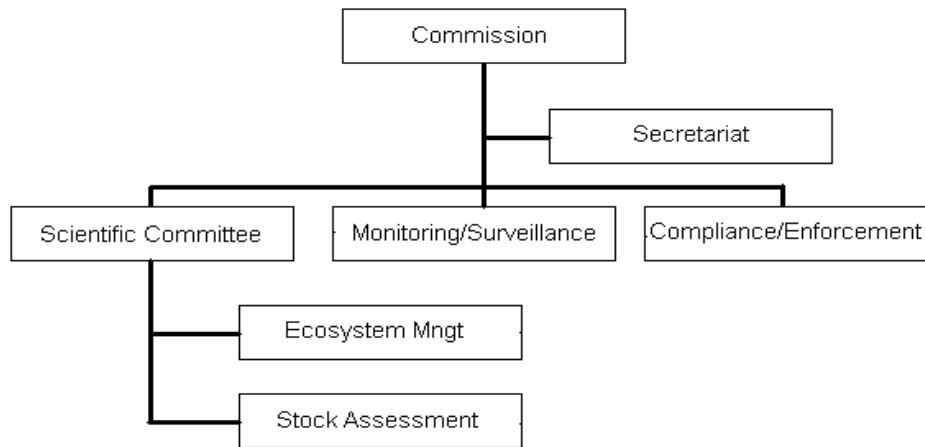 Commission
Secretariat
Scientific Committee
Monitoring/Surveillance
Compliance/Enforcement
Ecosystem Mngt
Stock Assessment